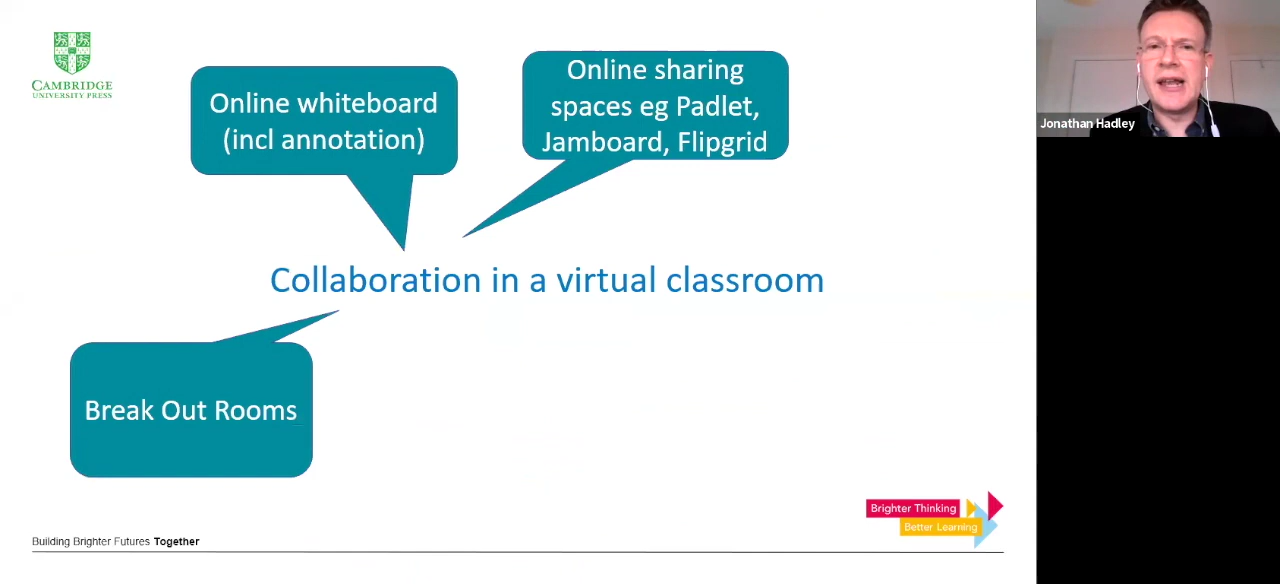 CAMBRIDGE
UNIVERSITY PRESS
Online whiteboard
(incl annotation)
Online sharing
spaces eg Padlet,
Jamboard, Flipgrid
Jonathan Hadley
Collaboration in a virtual classroom
Break Out Rooms
Brighter Thinking
Better Learning
Building Brighter Futures Together